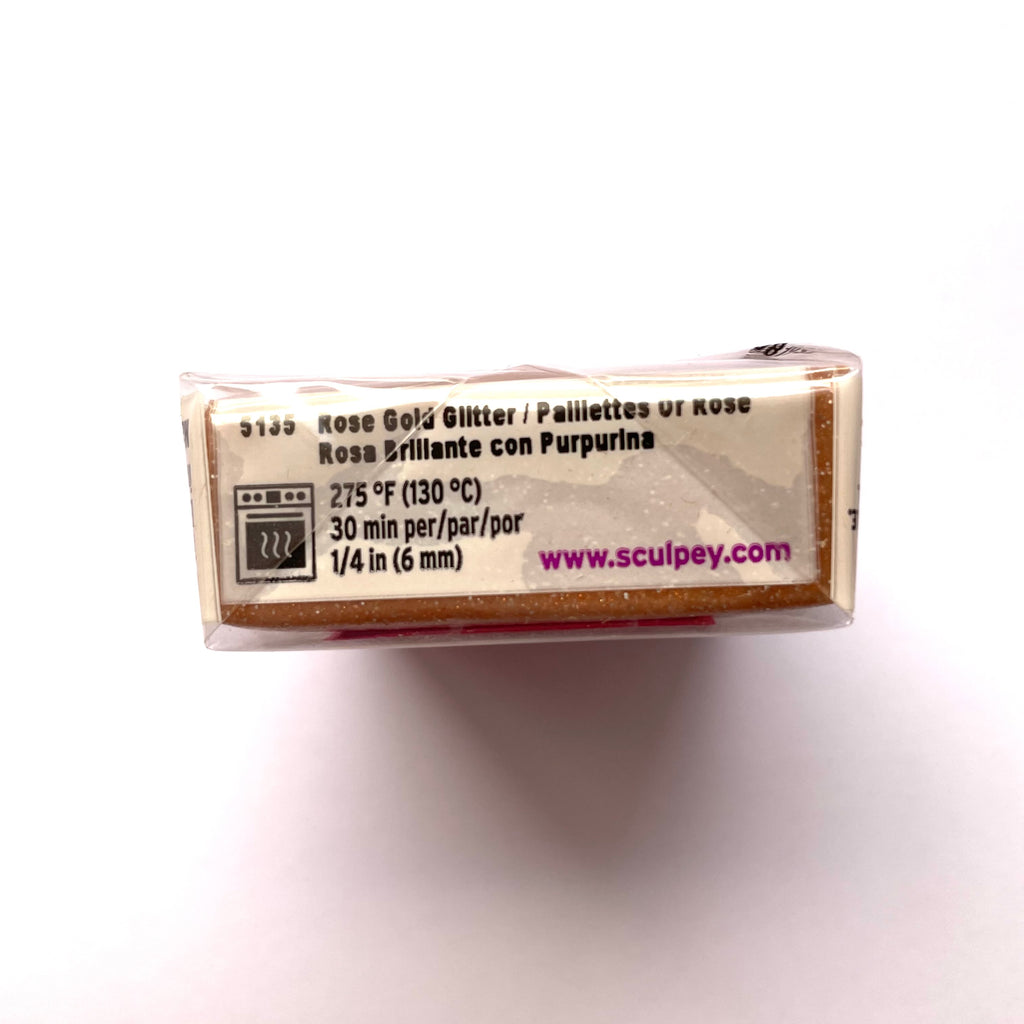 5135 Rose Gold Glitter / Paillettes Or Rose
Rosa Brillante con Purpurina
275 °F (130 °C)
30 min per/par/por
1/4 in (6 mm)
www.sculpey.com